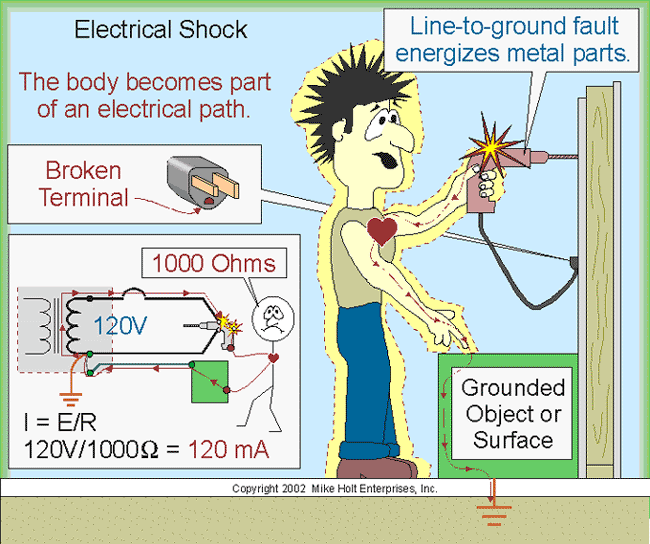 Electrical Shock
The body becomes part
of an electrical path.
Line-to-ground fault
energizes metal parts.
Broken
Terminal
1000 Ohms
120V
I = E/R
120V/1000Ω = 120 mA
Grounded
Object or
Surface
Copyright 2002 Mike Holt Enterprises, Inc.